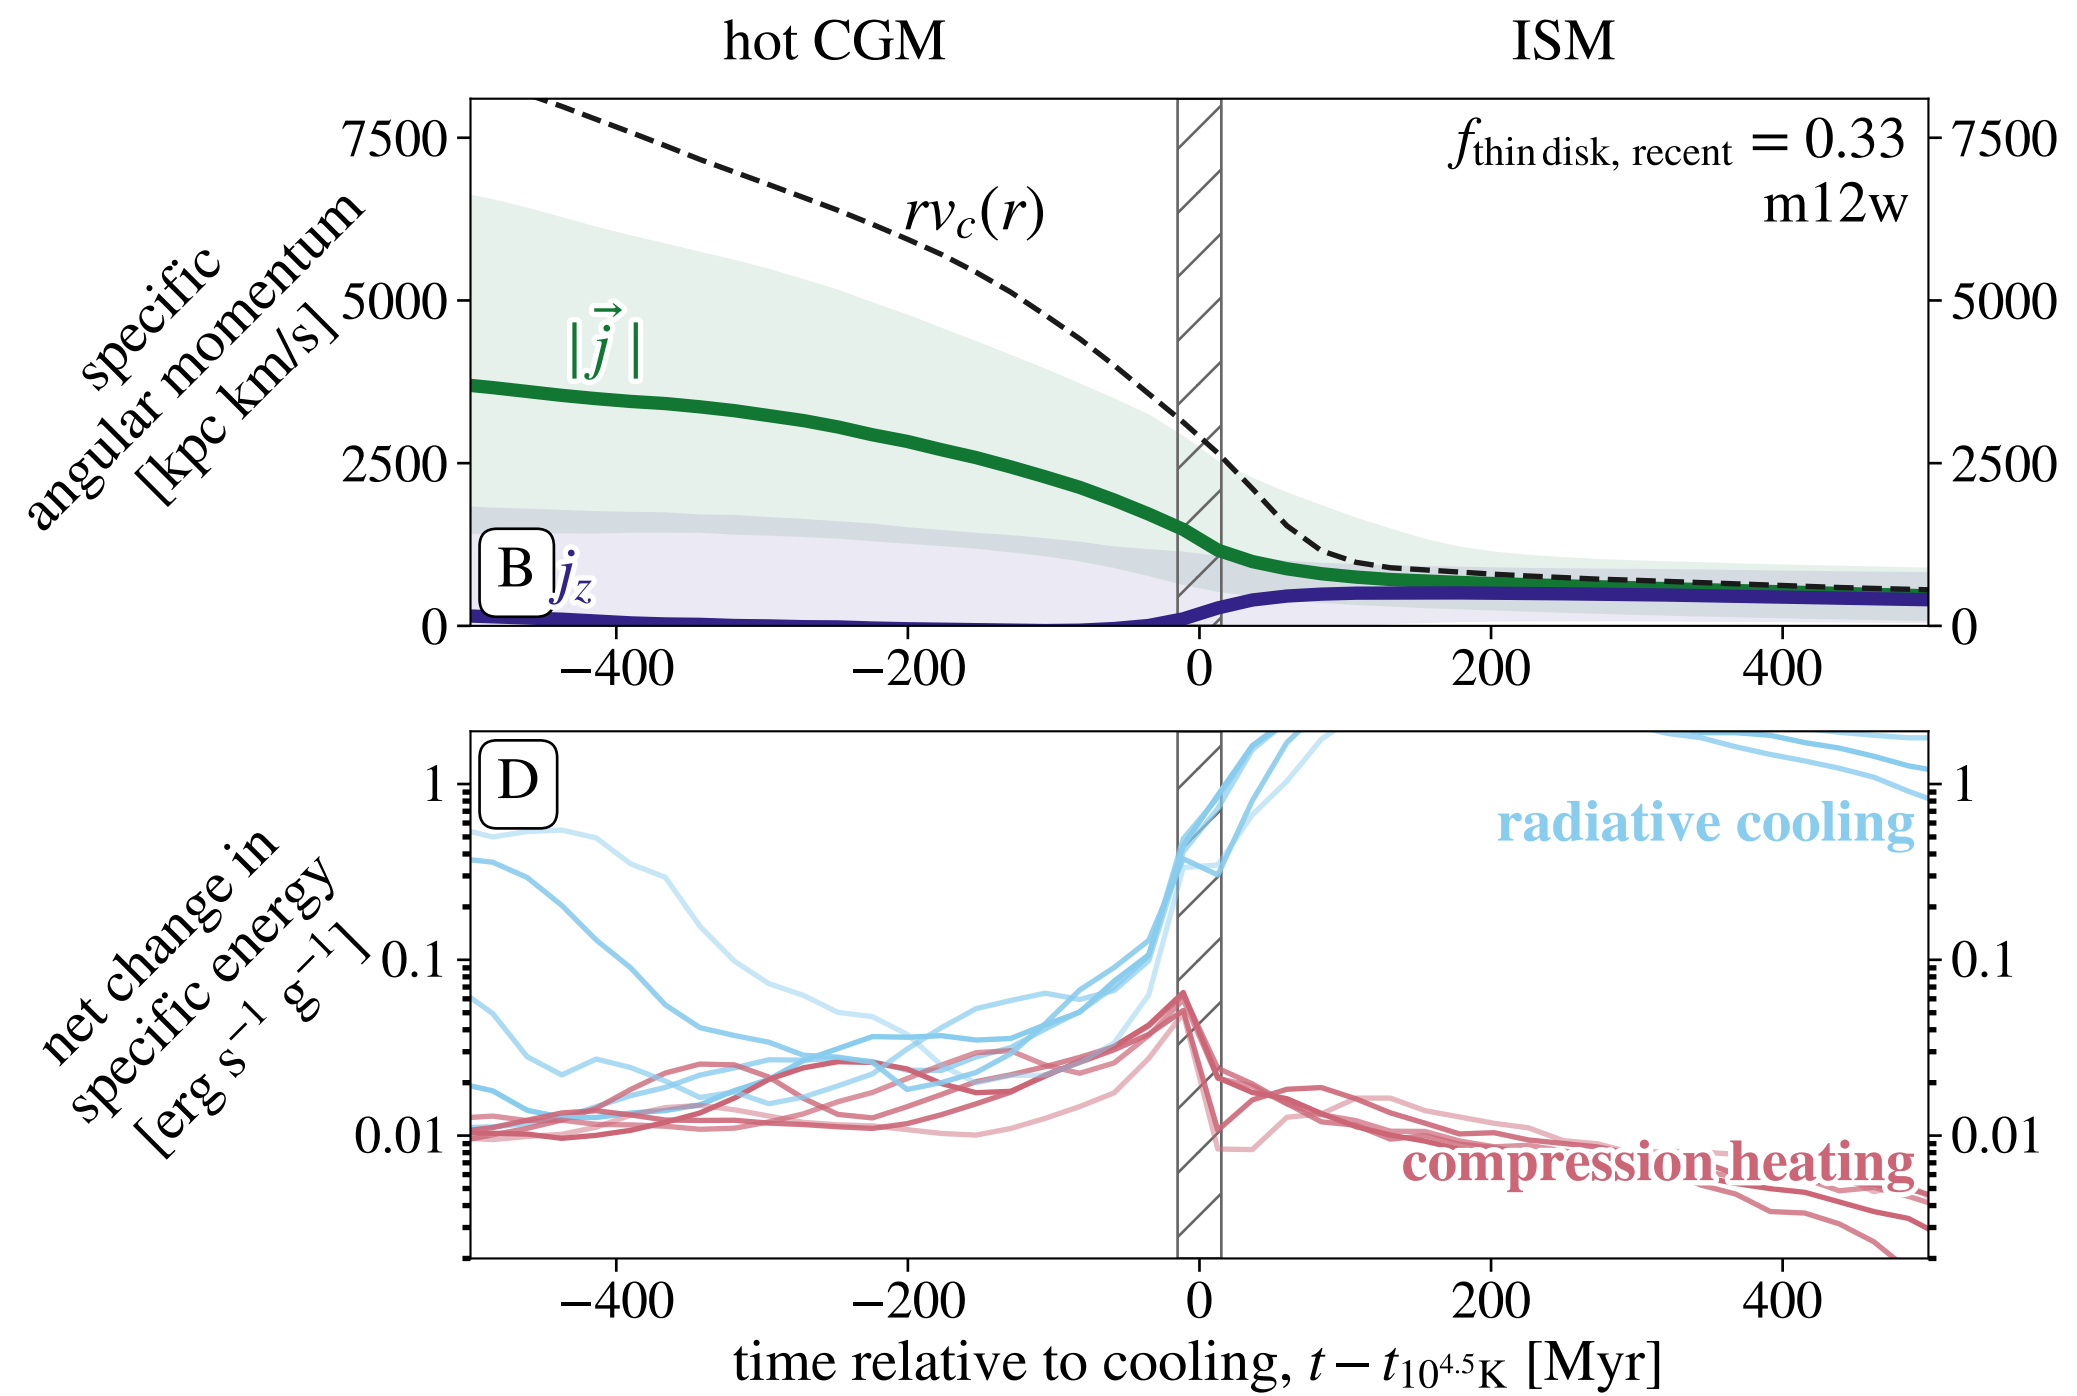 hot CGM
ISM
specific
angular momentum
[kpc km/s]
7500
5000
2500
0
7500
5000
2500
0
f_thin disk, recent = 0.33
m12w
rv_c(r)
|j⃗|
B
j_z
−400
−200
0
200
400
net change in
specific energy
[erg s⁻¹ g⁻¹]
D
1
0.1
0.01
1
0.1
0.01
radiative cooling
compression heating
−400
−200
0
200
400
time relative to cooling, t − t_10^4.5 K [Myr]